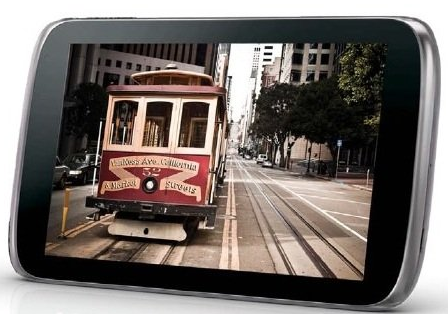 Van Ness Ave., California
& Market Streets
52